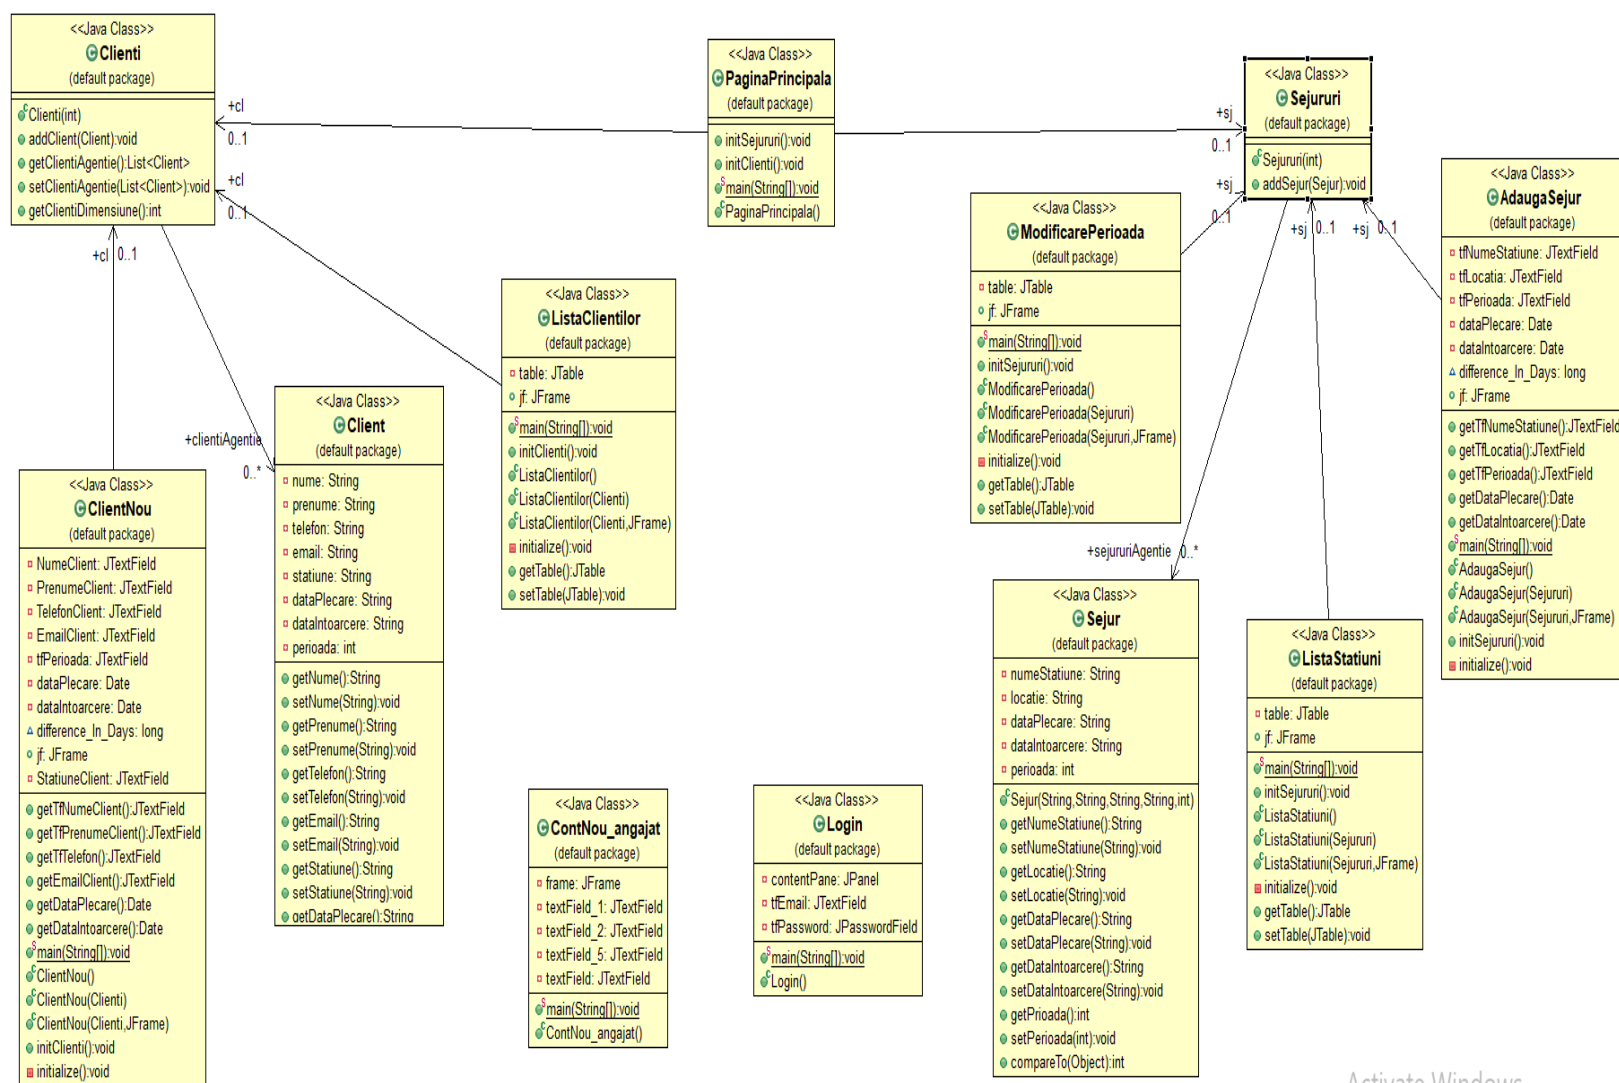 <<Java Class>>
Clienti
(default package)
Clienti(int)
addClient(Client):void
getClientiAgentie():List<Client>
setClientiAgentie(List<Client>):void
getClientiDimensiune():int
+cl
0..1
+cl
0..1
+cl 0..1
<<Java Class>>
PaginaPrincipala
(default package)
initSejururi():void
initClienti():void
main(String[]):void
PaginaPrincipala()
+sj
0..1
+sj
0..1
+sj 0..1
+sj 0..1
<<Java Class>>
Sejururi
(default package)
Sejururi(int)
addSejur(Sejur):void
<<Java Class>>
AdaugaSejur
(default package)
tfNumeStatiune: JTextField
tfLocatia: JTextField
tfPerioada: JTextField
dataPlecare: Date
dataIntoarcere: Date
difference_In_Days: long
jf: JFrame
getTfNumeStatiune():JTextField
getTfLocatia():JTextField
getTfPerioada():JTextField
getDataPlecare():Date
getDataIntoarcere():Date
main(String[]):void
AdaugaSejur()
AdaugaSejur(Sejururi)
AdaugaSejur(Sejururi,JFrame)
initSejururi():void
initialize():void
<<Java Class>>
ModificarePerioada
(default package)
table: JTable
jf: JFrame
main(String[]):void
initSejururi():void
ModificarePerioada()
ModificarePerioada(Sejururi)
ModificarePerioada(Sejururi,JFrame)
initialize():void
getTable():JTable
setTable(JTable):void
<<Java Class>>
ListaClientilor
(default package)
table: JTable
jf: JFrame
main(String[]):void
initClienti():void
ListaClientilor()
ListaClientilor(Clienti)
ListaClientilor(Clienti,JFrame)
initialize():void
getTable():JTable
setTable(JTable):void
+clientiAgentie
0..*
<<Java Class>>
Client
(default package)
nume: String
prenume: String
telefon: String
email: String
statiune: String
dataPlecare: String
dataIntoarcere: String
perioada: int
getNume():String
setNume(String):void
getPrenume():String
setPrenume(String):void
getTelefon():String
setTelefon(String):void
getEmail():String
setEmail(String):void
getStatiune():String
setStatiune(String):void
getDataPlecare():String
<<Java Class>>
ClientNou
(default package)
NumeClient: JTextField
PrenumeClient: JTextField
TelefonClient: JTextField
EmailClient: JTextField
tfPerioada: JTextField
dataPlecare: Date
dataIntoarcere: Date
difference_In_Days: long
jf: JFrame
StatiuneClient: JTextField
getTfNumeClient():JTextField
getTfPrenumeClient():JTextField
getTfTelefon():JTextField
getEmailClient():JTextField
getDataPlecare():Date
getDataIntoarcere():Date
main(String[]):void
ClientNou()
ClientNou(Clienti)
ClientNou(Clienti,JFrame)
initClienti():void
initialize():void
+sejururiAgentie 0..*
<<Java Class>>
Sejur
(default package)
numeStatiune: String
locatie: String
dataPlecare: String
dataIntoarcere: String
perioada: int
Sejur(String,String,String,String,int)
getNumeStatiune():String
setNumeStatiune(String):void
getLocatie():String
setLocatie(String):void
getDataPlecare():String
setDataPlecare(String):void
getDataIntoarcere():String
setDataIntoarcere(String):void
getPrioada():int
setPerioada(int):void
compareTo(Object):int
<<Java Class>>
ListaStatiuni
(default package)
table: JTable
jf: JFrame
main(String[]):void
initSejururi():void
ListaStatiuni()
ListaStatiuni(Sejururi)
ListaStatiuni(Sejururi,JFrame)
initialize():void
getTable():JTable
setTable(JTable):void
<<Java Class>>
ContNou_angajat
(default package)
frame: JFrame
textField_1: JTextField
textField_2: JTextField
textField_5: JTextField
textField: JTextField
main(String[]):void
ContNou_angajat()
<<Java Class>>
Login
(default package)
contentPane: JPanel
tfEmail: JTextField
tfPassword: JPasswordField
main(String[]):void
Login()
Activate Windows